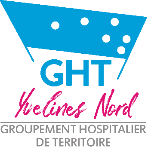 GHT
Yvelines Nord
GROUPEMENT HOSPITALIER
DE TERRITOIRE